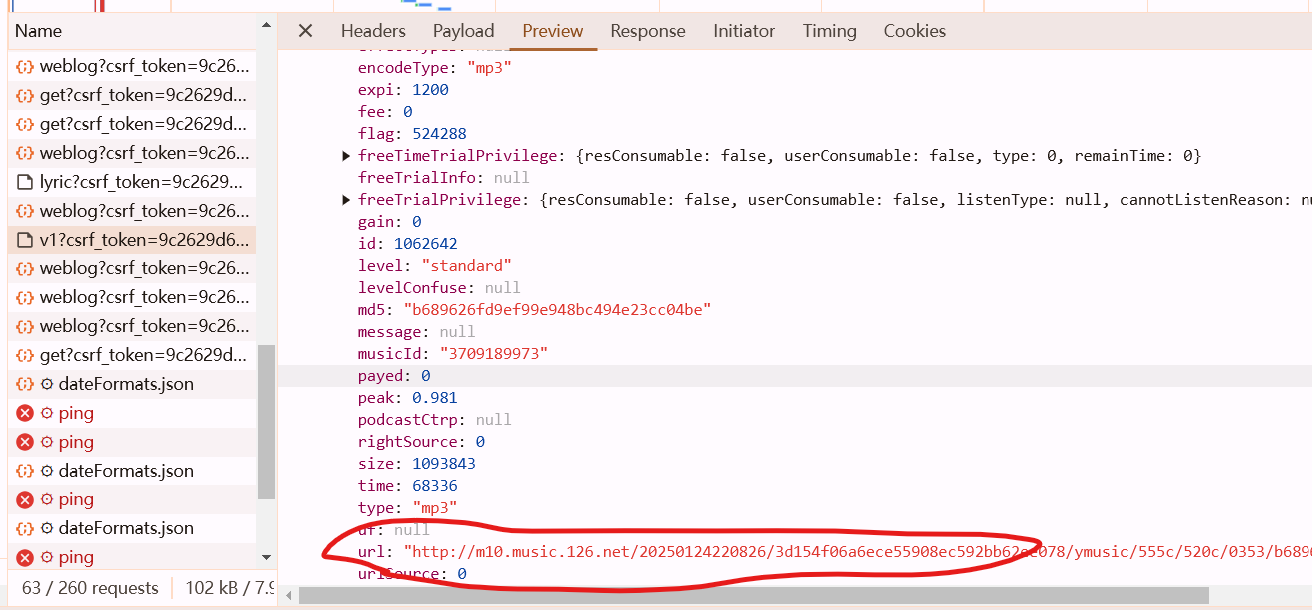 Name
Headers Payload Preview Response Initiator Timing Cookies
weblog?csrf_token=9c26...
get?csrf_token=9c2629d...
get?csrf_token=9c2629d...
weblog?csrf_token=9c26...
lyric?csrf_token=9c2629...
weblog?csrf_token=9c26...
v1?csrf_token=9c2629d6...
weblog?csrf_token=9c26...
weblog?csrf_token=9c26...
weblog?csrf_token=9c26...
get?csrf_token=9c2629d...
dateFormats.json
ping
ping
dateFormats.json
ping
dateFormats.json
ping
63 / 260 requests 102 kB / 7.9
encodeType: "mp3"
expi: 1200
fee: 0
flag: 524288
freeTimeTrialPrivilege: {resConsumable: false, userConsumable: false, type: 0, remainTime: 0}
freeTrialInfo: null
freeTrialPrivilege: {resConsumable: false, userConsumable: false, listenType: null, cannotListenReason: nu
gain: 0
id: 1062642
level: "standard"
levelConfuse: null
md5: "b689626fd9ef99e948bc494e23cc04be"
message: null
musicId: "3709189973"
payed: 0
peak: 0.981
podcastCtrp: null
rightSource: 0
size: 1093843
time: 68336
type: "mp3"
uf: null
url: "http://m10.music.126.net/20250124220826/3d154f06a6ece55908ec592bb62ec078/ymusic/555c/520c/0353/b6896
urlSource: 0